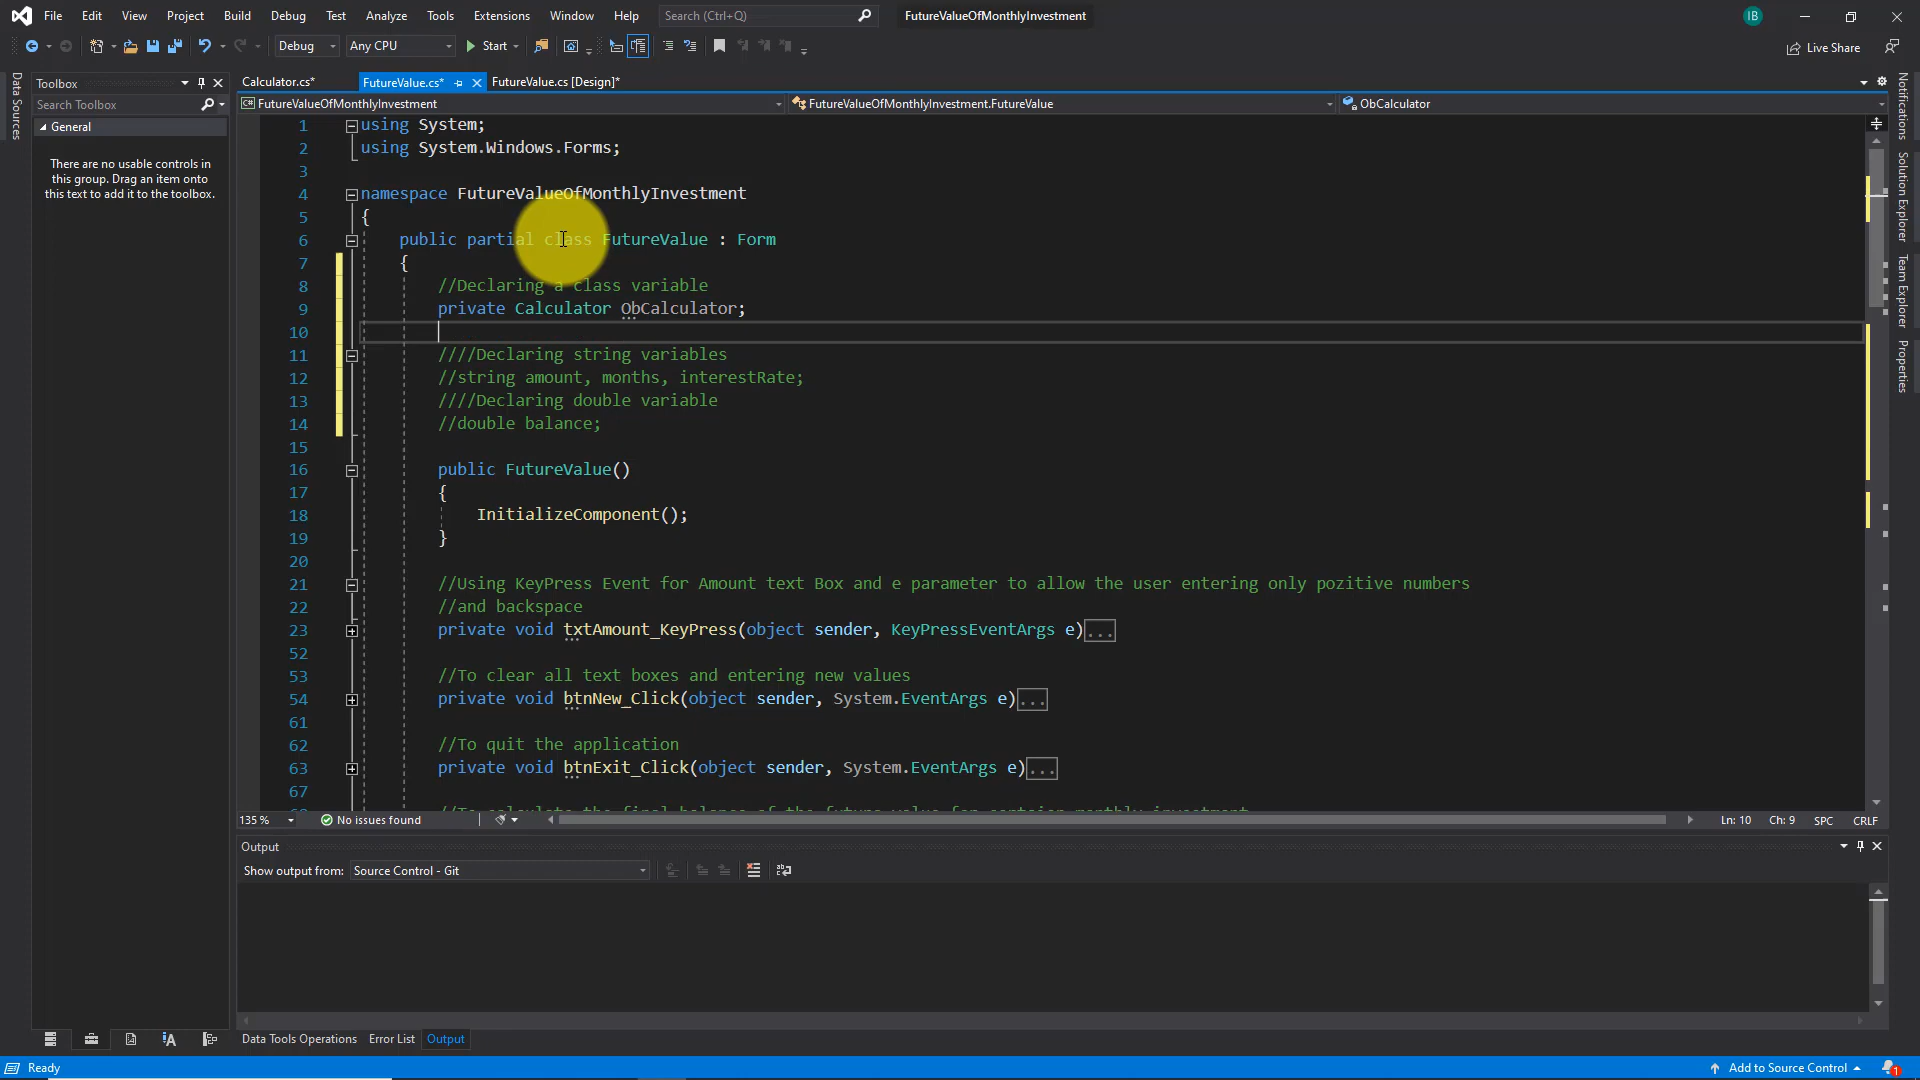 File Edit View Project Build Debug Test Analyze Tools Extensions Window Help Search (Ctrl+Q) FutureValueOfMonthlyInvestment IB
Debug Any CPU Start Live Share
Data Sources
Toolbox
Search Toolbox
General
There are no usable controls in
this group. Drag an item onto
this text to add it to the toolbox.
Calculator.cs* FutureValue.cs* FutureValue.cs [Design]*
FutureValueOfMonthlyInvestment FutureValueOfMonthlyInvestment.FutureValue ObCalculator
1 using System;
2 using System.Windows.Forms;
3
4 namespace FutureValueOfMonthlyInvestment
5 {
6 public partial class FutureValue : Form
7 {
8 //Declaring a class variable
9 private Calculator ObCalculator;
10
11 ////Declaring string variables
12 //string amount, months, interestRate;
13 ////Declaring double variable
14 //double balance;
15
16 public FutureValue()
17 {
18 InitializeComponent();
19 }
20
21 //Using KeyPress Event for Amount text Box and e parameter to allow the user entering only pozitive numbers
22 //and backspace
23 private void txtAmount_KeyPress(object sender, KeyPressEventArgs e)...
52
53 //To clear all text boxes and entering new values
54 private void btnNew_Click(object sender, System.EventArgs e)...
61
62 //To quit the application
63 private void btnExit_Click(object sender, System.EventArgs e)...
67
Notifications
Solution Explorer
Team Explorer
Properties
135 % No issues found Ln: 10 Ch: 9 SPC CRLF
Output
Show output from: Source Control - Git
Data Tools Operations Error List Output
Ready Add to Source Control 1